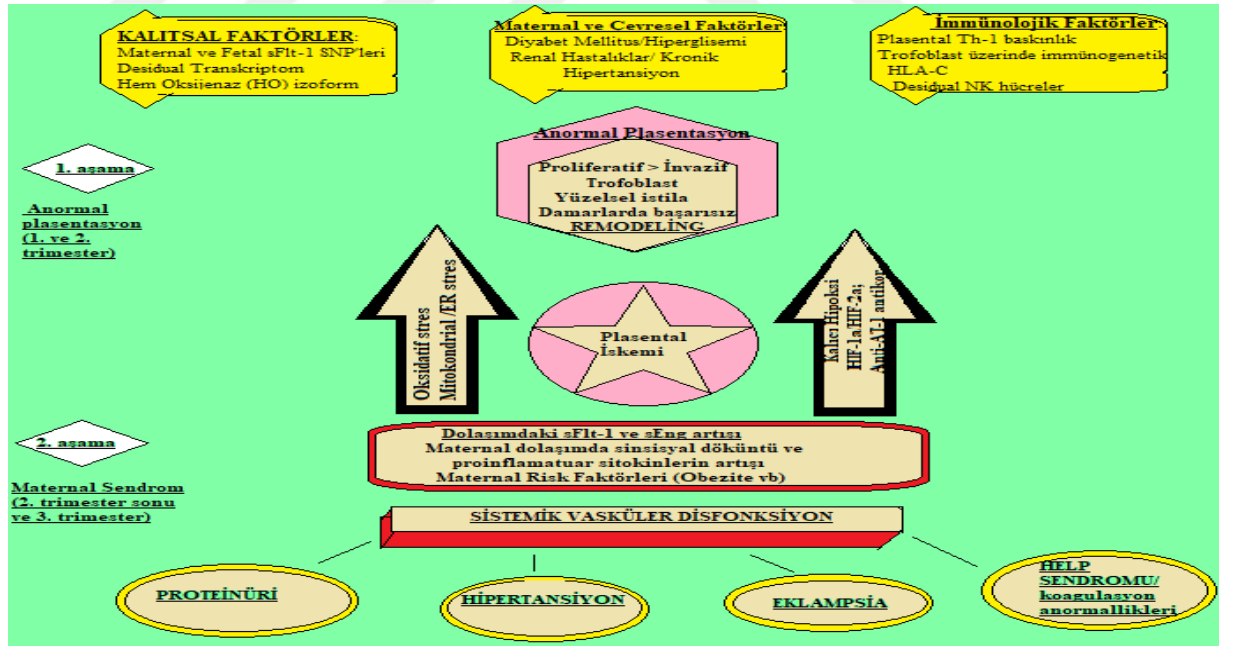 KALITSAL FAKTÖRLER:
Maternal ve Fetal sFlt-1 SNP'leri
Desidual Transkriptom
Hem Oksijenaz (HO) izoform
Maternal ve Cevresel Faktörler
Diyabet Mellitus/Hiperglisemi
Renal Hastalıklar/ Kronik
Hipertansiyon
İmmünolojik Faktörler:
Plasental Th-1 baskınlık
Trofoblast üzerinde immünogenetik
HLA-C
Desidual NK hücreler
1. aşama
Anormal
plasentasyon
(1. ve 2.
trimester)
Anormal Plasentasyon
Proliferatif > İnvazif
Trofoblast
Yüzelsel istila
Damarlarda başarısız
REMODELİNG
Oksidatif stres
Mitokondrial /ER stres
Plasental
İskemi
Kalıcı Hipoksi
HIF-1a/HIF-2a;
Anti-AT-1 antikor
2. aşama
Maternal Sendrom
(2. trimester sonu
ve 3. trimester)
Dolaşımdaki sFlt-1 ve sEng artışı
Maternal dolaşımda sinsisyal döküntü ve
proinflamatuar sitokinlerin artışı
Maternal Risk Faktörleri (Obezite vb)
SİSTEMİK VASKÜLER DİSFONKSİYON
PROTEİNÜRİ
HİPERTANSİYON
EKLAMPSİA
HELP
SENDROMU/
koagulasyon
anormallikleri